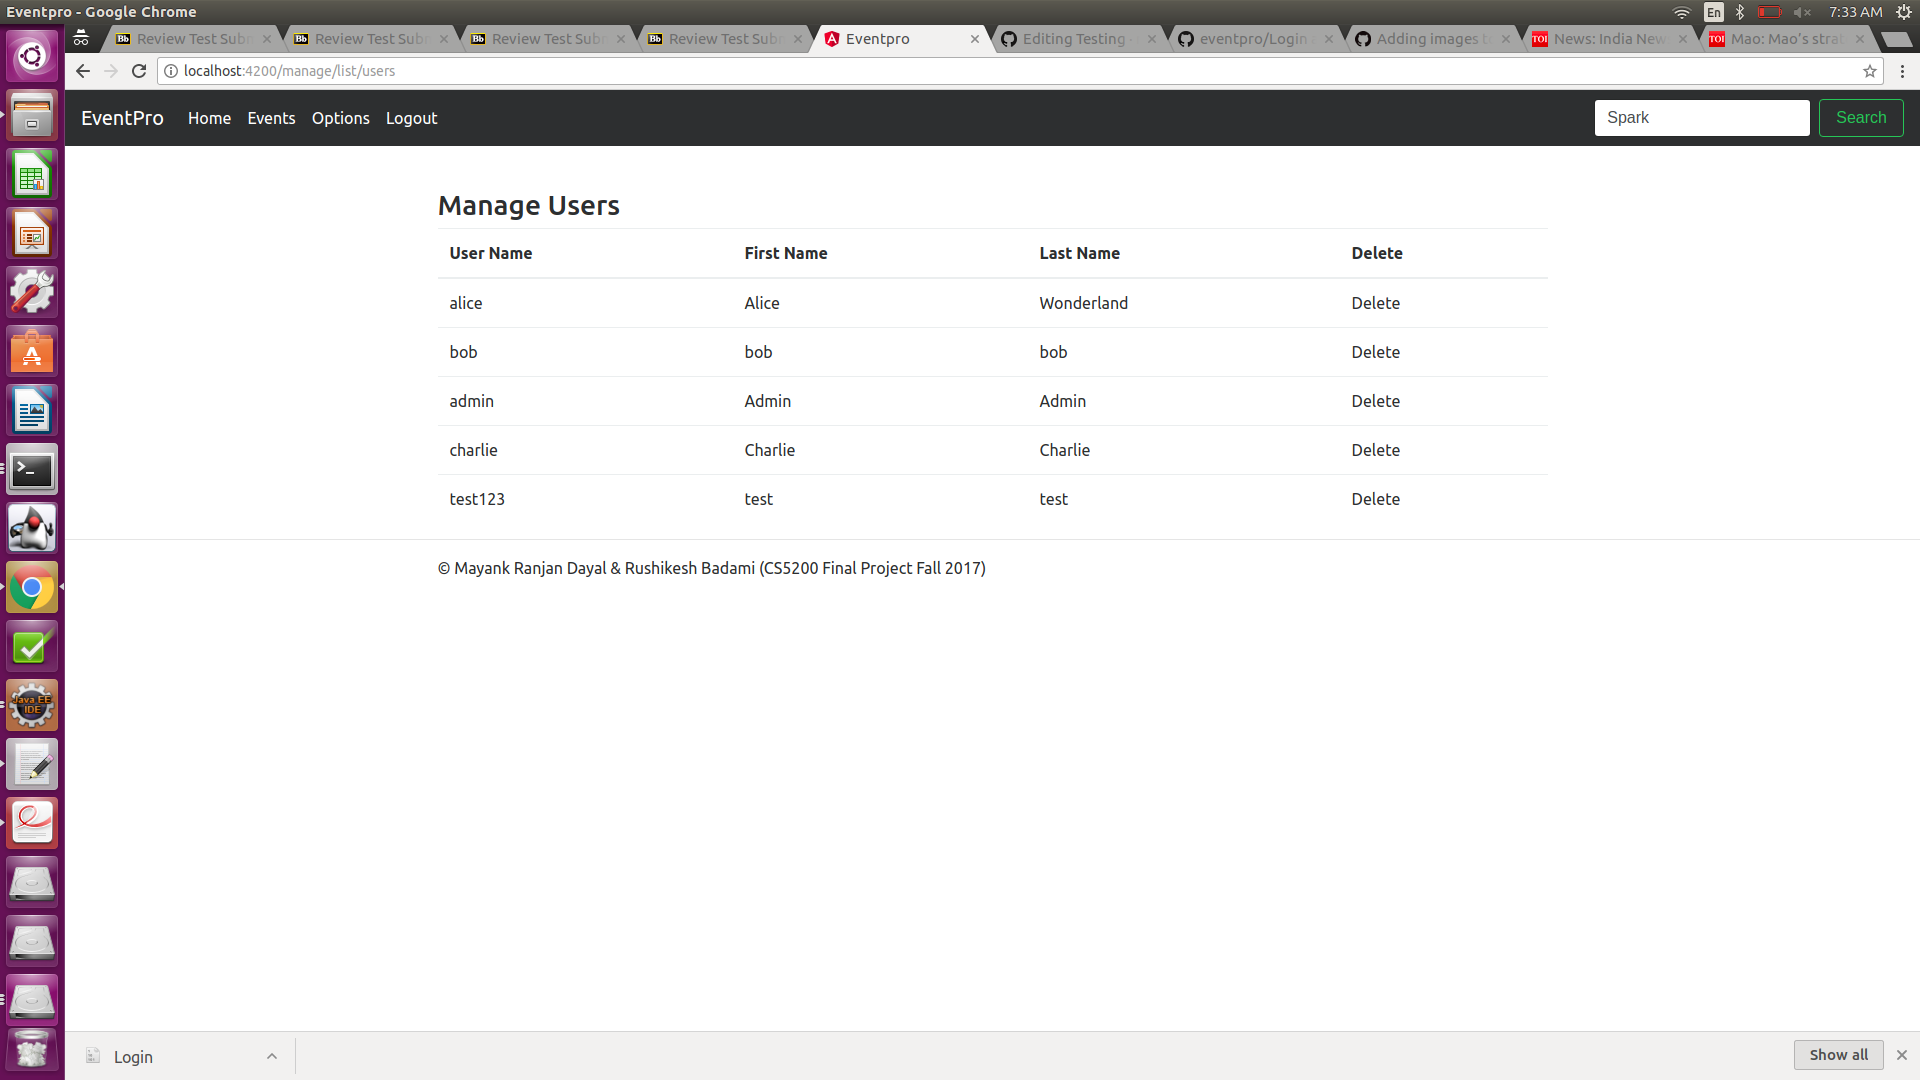 Eventpro - Google Chrome
En
7:33 AM
Review Test Subm
Review Test Subm
Review Test Subm
Review Test Subm
Eventpro
Editing Testing
eventpro/Login
Adding images t
News: India New
Mao: Mao's strat
localhost:4200/manage/list/users
EventPro Home Events Options Logout
Spark
Search
Manage Users
User Name First Name Last Name Delete
alice Alice Wonderland Delete
bob bob bob Delete
admin Admin Admin Delete
charlie Charlie Charlie Delete
test123 test test Delete
© Mayank Ranjan Dayal & Rushikesh Badami (CS5200 Final Project Fall 2017)
Java EE
IDE
Login
Show all